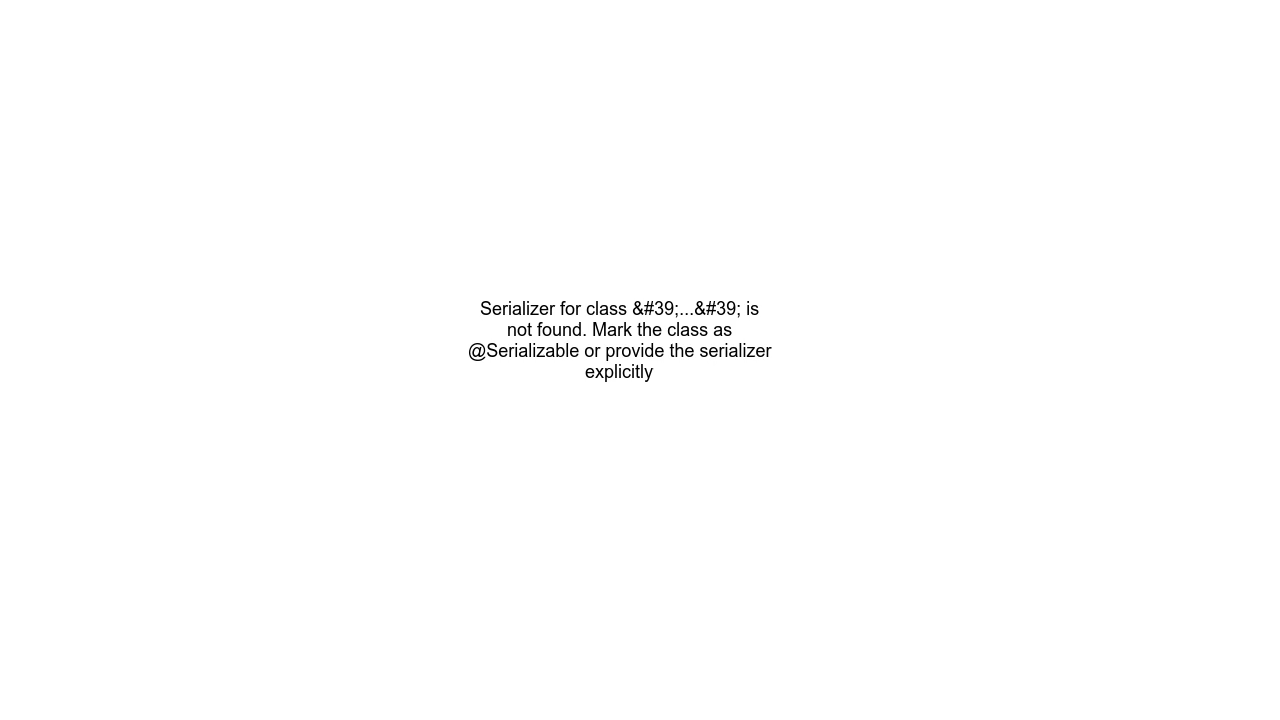 Serializer for class &#39;...&#39; is
not found. Mark the class as
@Serializable or provide the serializer
explicitly